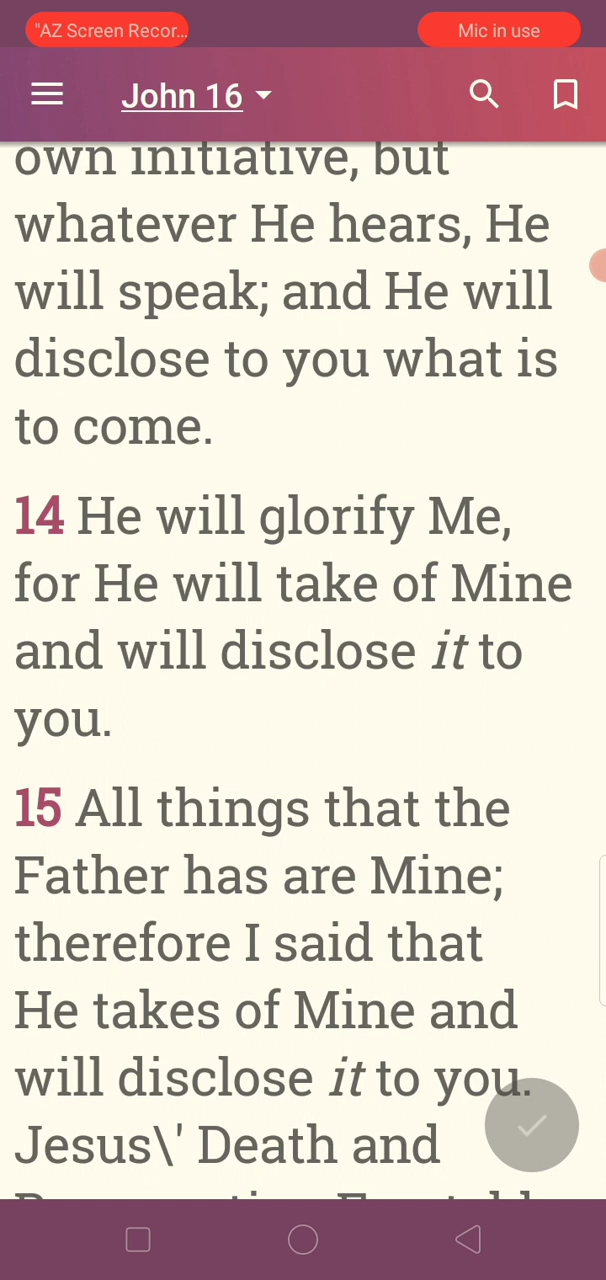 "AZ Screen Recor... Mic in use
John 16
own initiative, but
whatever He hears, He
will speak; and He will
disclose to you what is
to come.
14 He will glorify Me,
for He will take of Mine
and will disclose it to
you.
15 All things that the
Father has are Mine;
therefore I said that
He takes of Mine and
will disclose it to you.
Jesus\' Death and